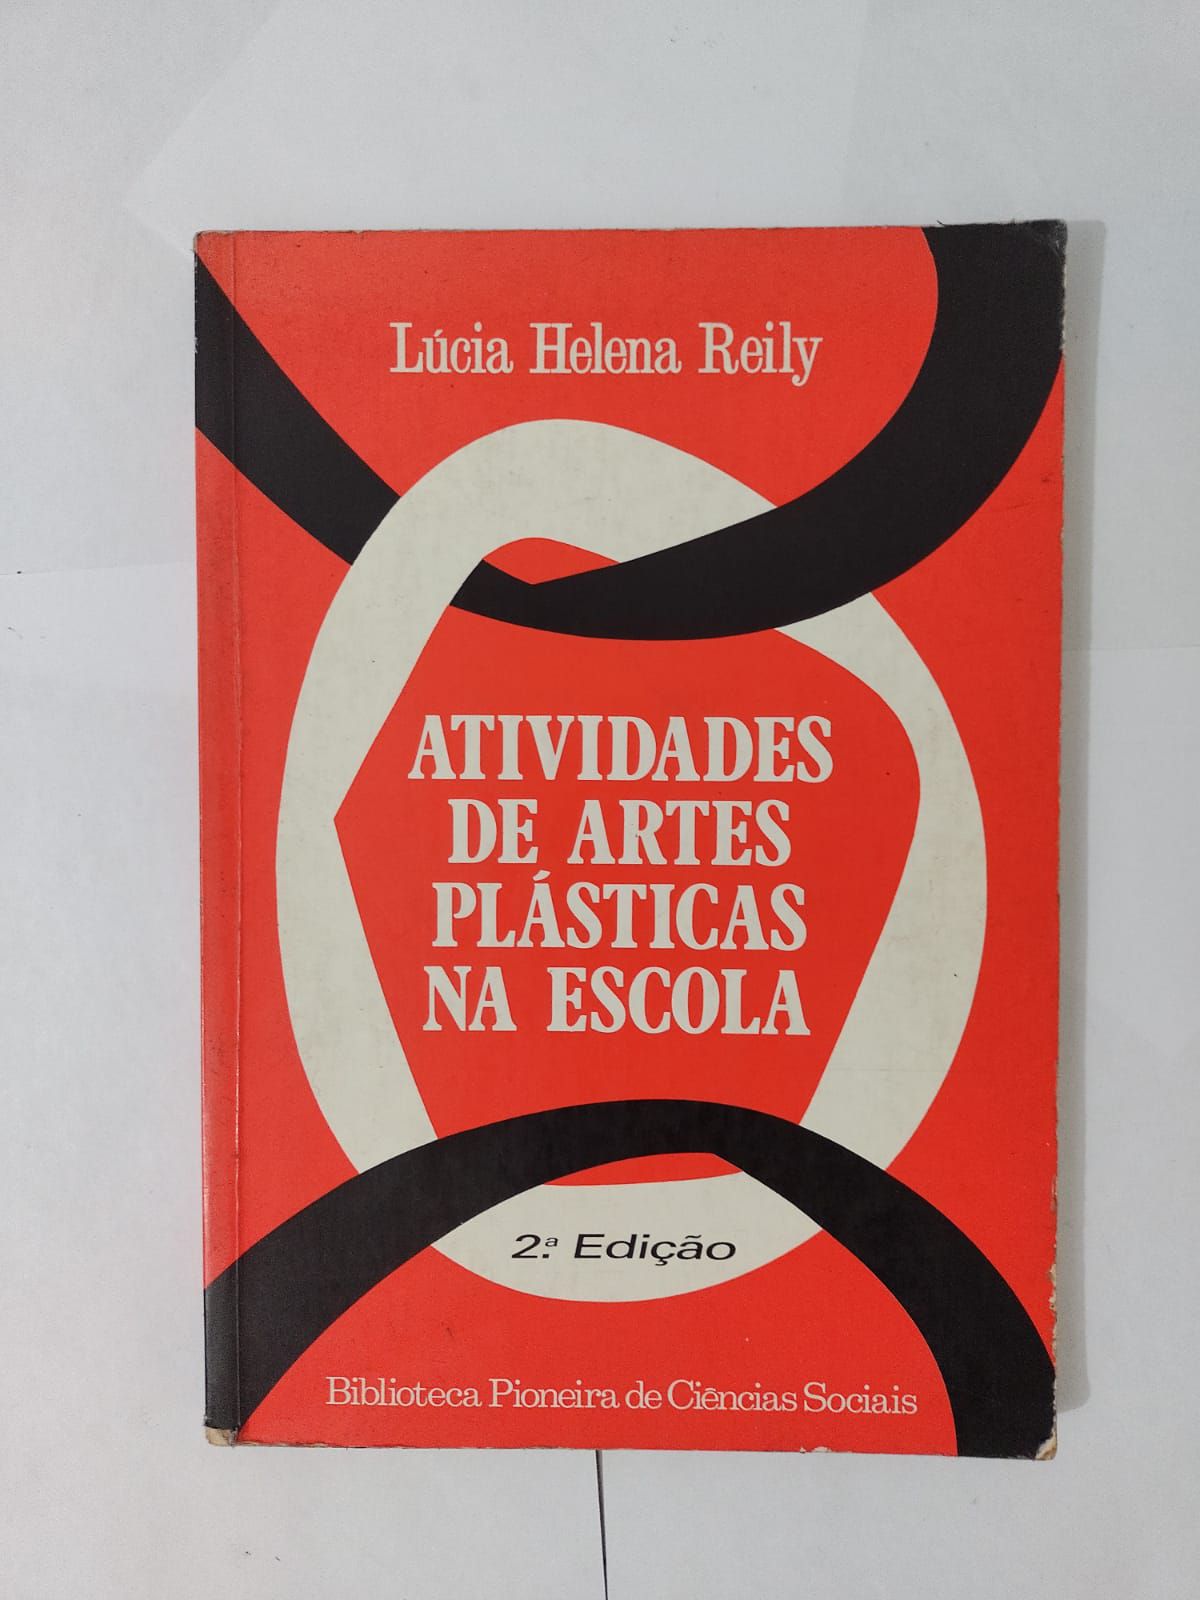 Lúcia Helena Reily
ATIVIDADES
DE ARTES
PLÁSTICAS
NA ESCOLA
2.ª Edição
Biblioteca Pioneira de Ciências Sociais